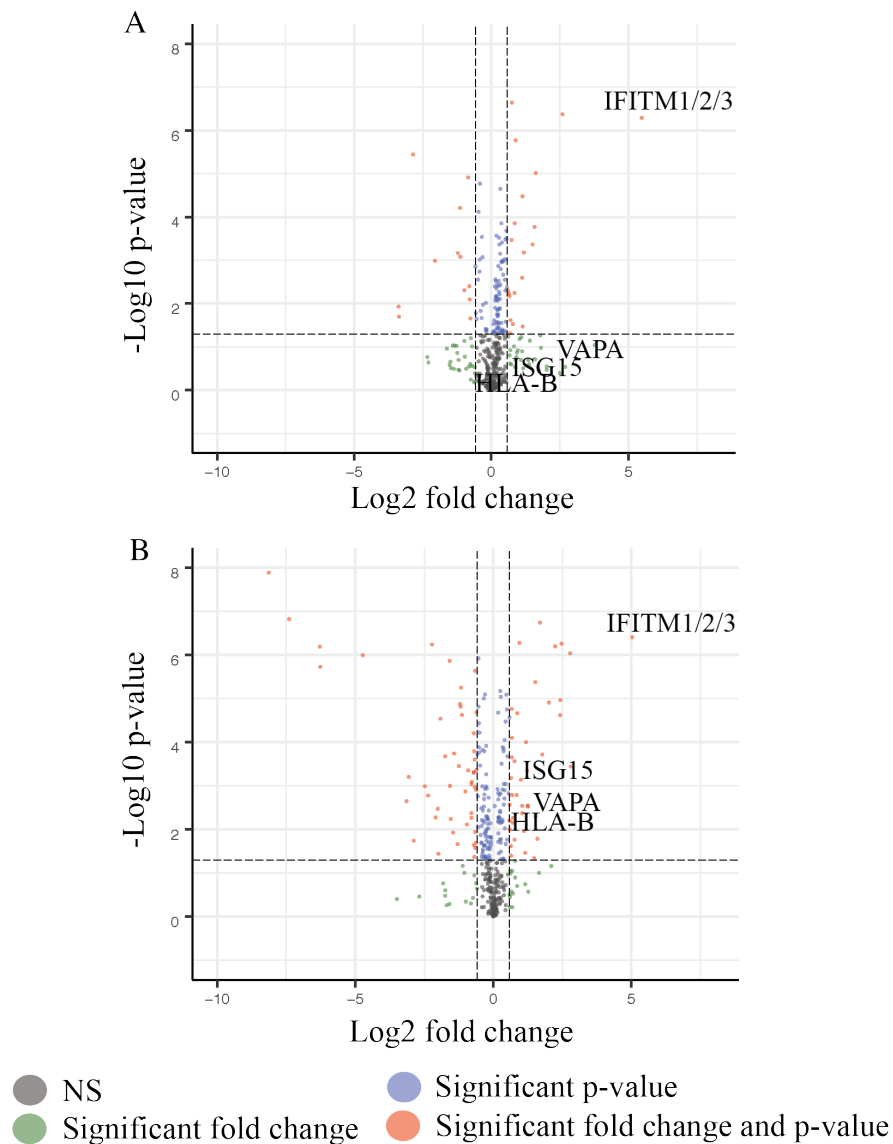 A
8
6
4
2
0
-Log10 p-value
IFITM1/2/3
VAPA
ISG15
HLA-B
−10
−5
0
5
Log2 fold change
B
8
6
4
2
0
-Log10 p-value
IFITM1/2/3
ISG15
VAPA
HLA-B
−10
−5
0
5
Log2 fold change
NS
Significant p-value
Significant fold change
Significant fold change and p-value